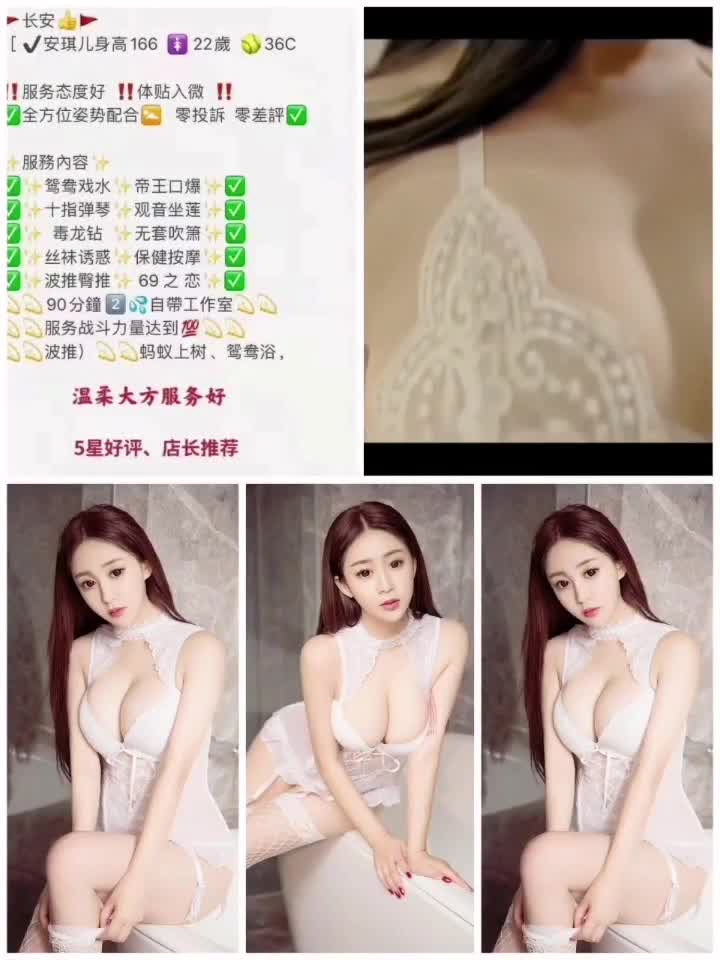 🚩长安👍🚩
[ ✔安琪儿身高166 🚺 22歲 🎾36C
‼️服务态度好 ‼️体贴入微 ‼️
✅全方位姿势配合🌤 零投訴 零差評✅
✨服務內容✨
✅✨鸳鸯戏水✨帝王口爆✨✅
✅✨十指弹琴✨观音坐莲✨✅
✅✨ 毒龙钻 ✨无套吹箫✨✅
✅✨丝袜诱惑✨保健按摩✨✅
✅✨波推臀推✨ 69 之 恋✨✅
💫💫90分鐘2️⃣💦自帶工作室💫💫
💫💫服务战斗力量达到💯💫💫
💫💫波推）💫💫蚂蚁上树、鸳鸯浴，
温柔大方服务好
5星好评、店长推荐